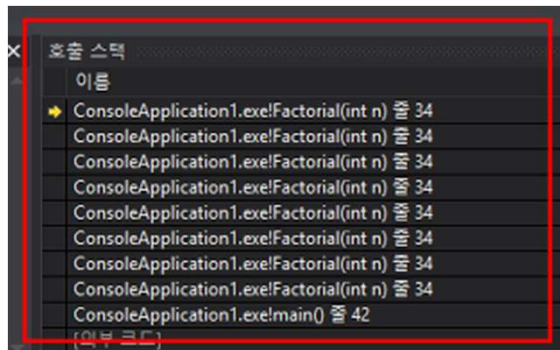 호출 스택
이름
ConsoleApplication1.exe!Factorial(int n) 줄 34
ConsoleApplication1.exe!Factorial(int n) 줄 34
ConsoleApplication1.exe!Factorial(int n) 줄 34
ConsoleApplication1.exe!Factorial(int n) 줄 34
ConsoleApplication1.exe!Factorial(int n) 줄 34
ConsoleApplication1.exe!Factorial(int n) 줄 34
ConsoleApplication1.exe!Factorial(int n) 줄 34
ConsoleApplication1.exe!Factorial(int n) 줄 34
ConsoleApplication1.exe!main() 줄 42
[외부 코드]